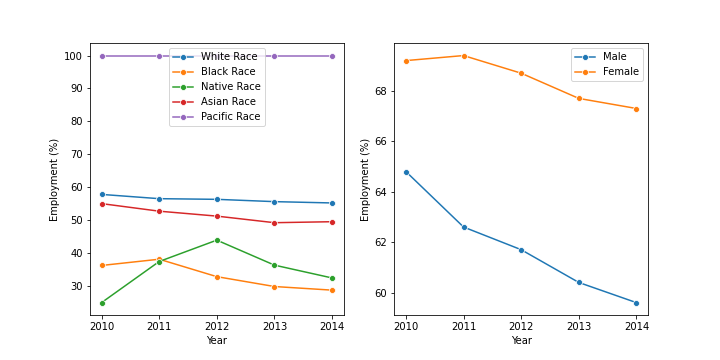 100
90
80
70
60
50
40
30
Employment (%)
2010 2011 2012 2013 2014
Year
White Race
Black Race
Native Race
Asian Race
Pacific Race
68
66
64
62
60
Employment (%)
2010 2011 2012 2013 2014
Year
Male
Female